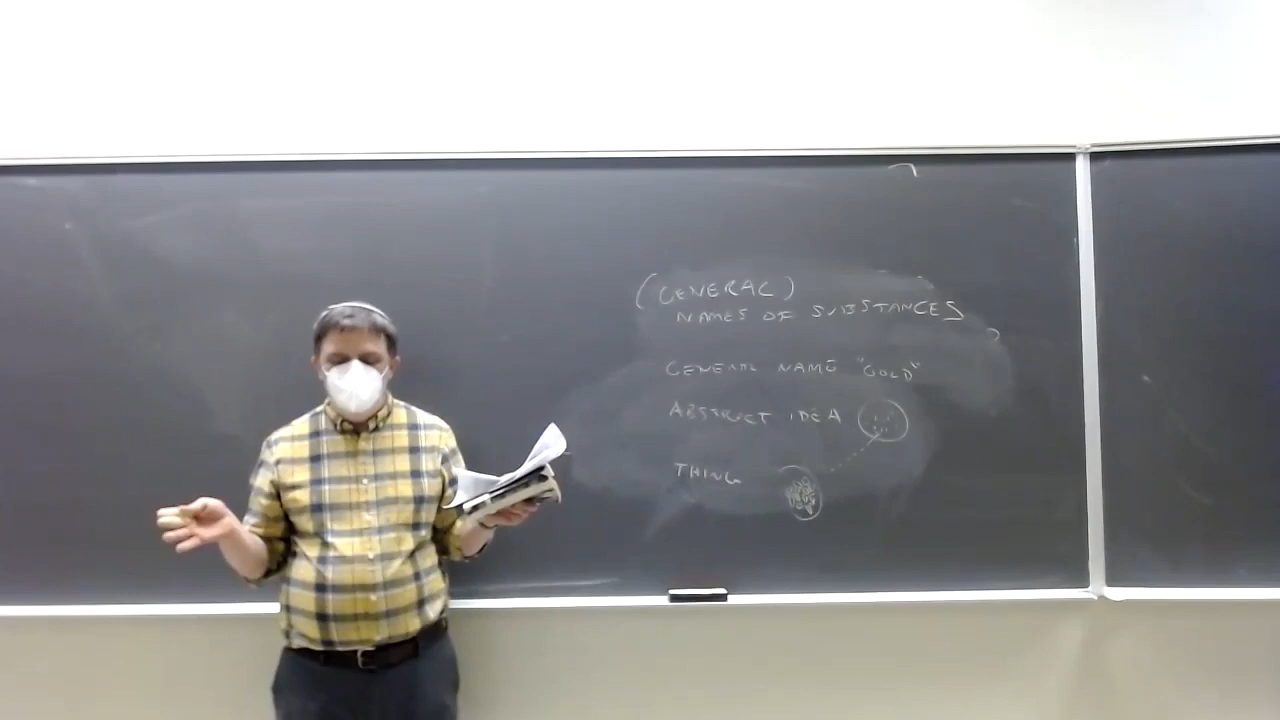 (GENERAL)
NAMES OF SUBSTANCES
GENERAL NAME "GOLD"
ABSTRACT IDEA
THING